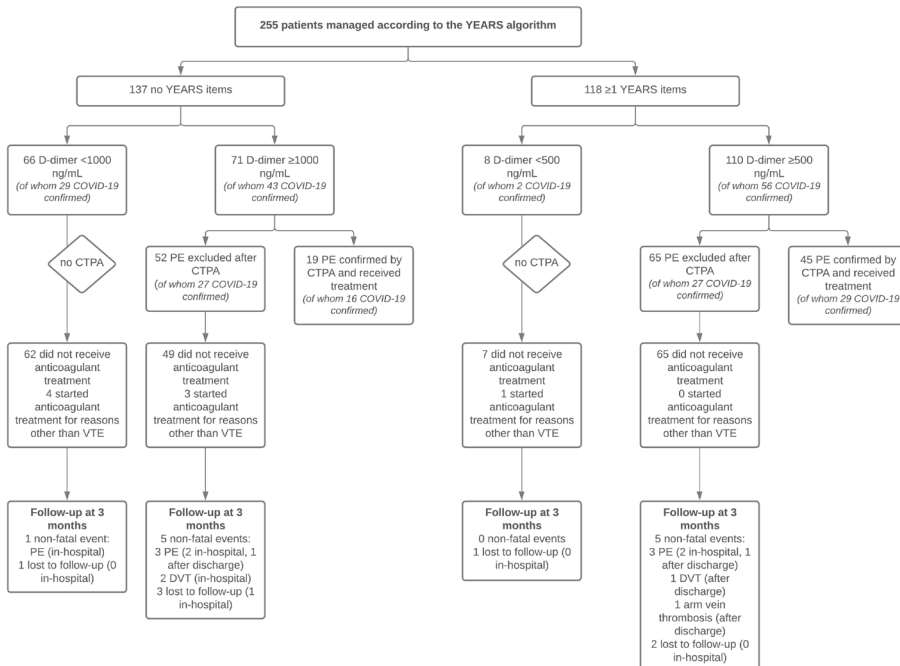 255 patients managed according to the YEARS algorithm
137 no YEARS items
118 ≥1 YEARS items
66 D-dimer <1000
ng/mL
(of whom 29 COVID-19
confirmed)
71 D-dimer ≥1000
ng/mL
(of whom 43 COVID-19
confirmed)
8 D-dimer <500
ng/mL
(of whom 2 COVID-19
confirmed)
110 D-dimer ≥500
ng/mL
(of whom 56 COVID-19
confirmed)
no CTPA
52 PE excluded after
CTPA
(of whom 27 COVID-19
confirmed)
19 PE confirmed by
CTPA and received
treatment
(of whom 16 COVID-19
confirmed)
no CTPA
65 PE excluded after
CTPA
(of whom 27 COVID-19
confirmed)
45 PE confirmed by
CTPA and received
treatment
(of whom 29 COVID-19
confirmed)
62 did not receive
anticoagulant
treatment
4 started
anticoagulant
treatment for reasons
other than VTE
49 did not receive
anticoagulant
treatment
3 started
anticoagulant
treatment for reasons
other than VTE
7 did not receive
anticoagulant
treatment
1 started
anticoagulant
treatment for reasons
other than VTE
65 did not receive
anticoagulant
treatment
0 started
anticoagulant
treatment for reasons
other than VTE
Follow-up at 3
months
1 non-fatal event:
PE (in-hospital)
1 lost to follow-up (0
in-hospital)
Follow-up at 3
months
5 non-fatal events:
3 PE (2 in-hospital, 1
after discharge)
2 DVT (in-hospital)
3 lost to follow-up (1
in-hospital)
Follow-up at 3
months
0 non-fatal events
1 lost to follow-up (0
in-hospital)
Follow-up at 3
months
5 non-fatal events:
3 PE (2 in-hospital, 1
after discharge)
1 DVT (after
discharge)
1 arm vein
thrombosis (after
discharge)
2 lost to follow-up (0
in-hospital)